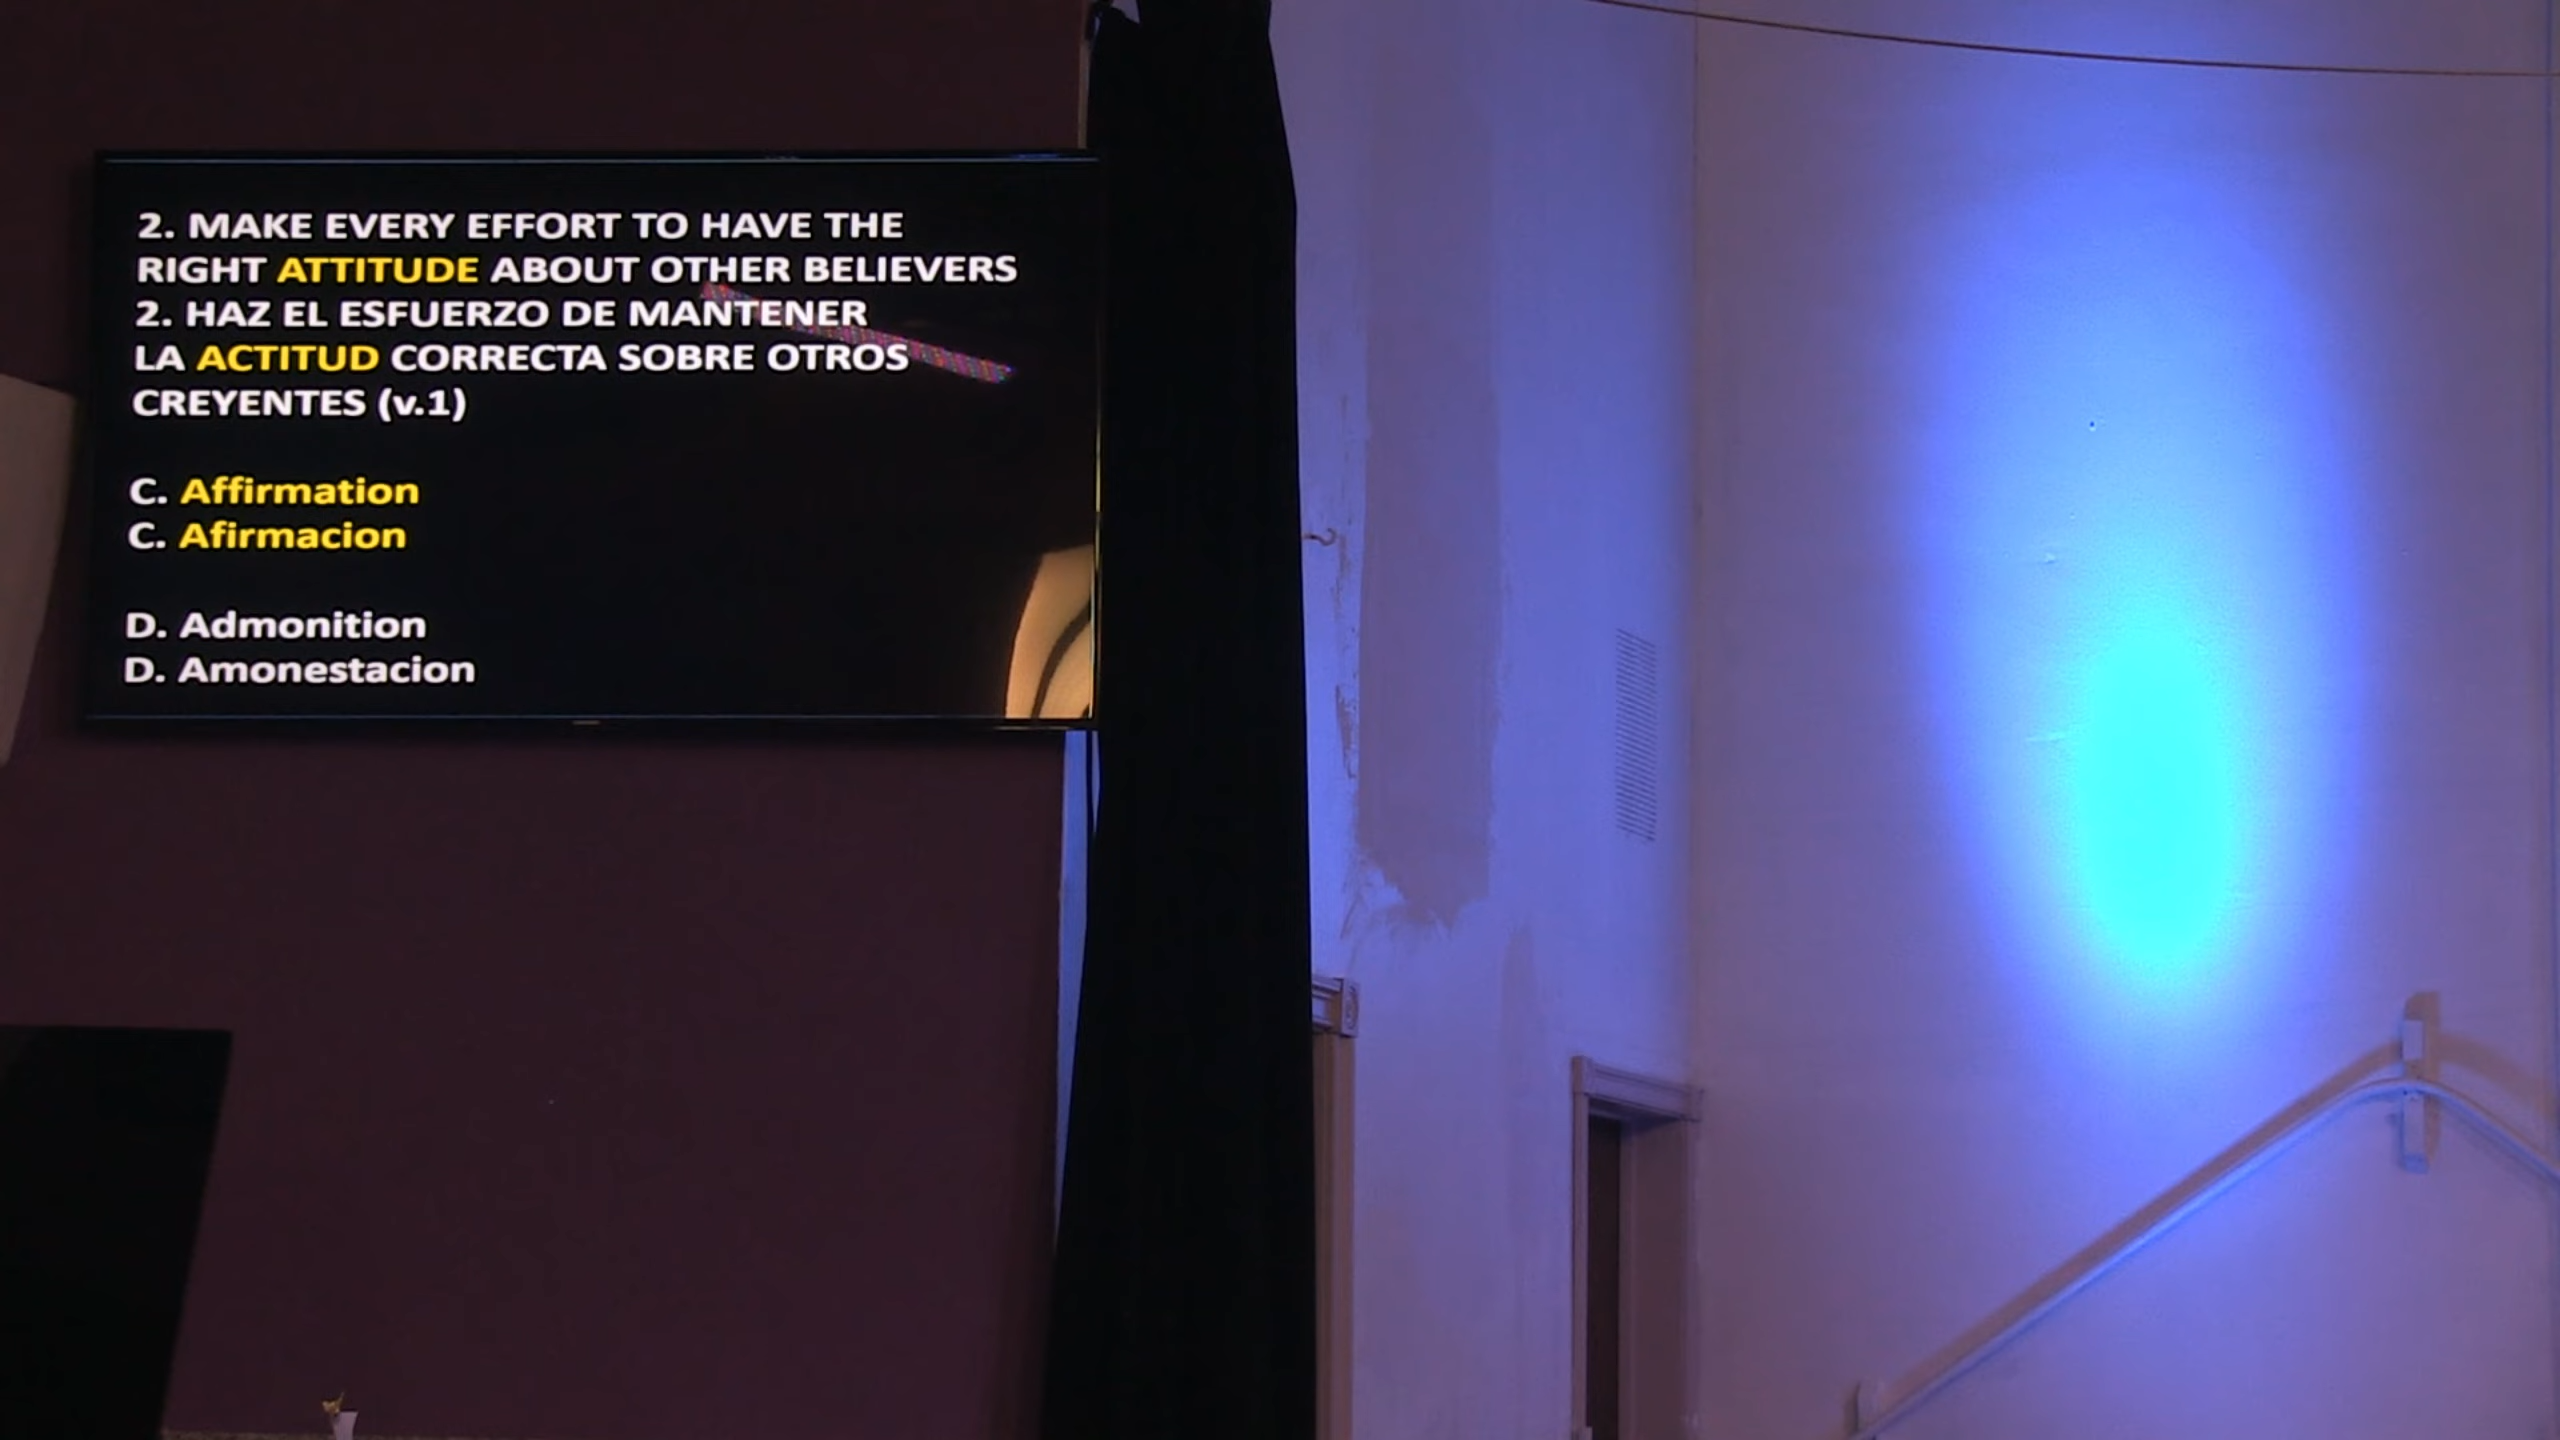 2. MAKE EVERY EFFORT TO HAVE THE
RIGHT ATTITUDE ABOUT OTHER BELIEVERS
2. HAZ EL ESFUERZO DE MANTENER
LA ACTITUD CORRECTA SOBRE OTROS
CREYENTES (v.1)
C. Affirmation
C. Afirmacion
D. Admonition
D. Amonestacion